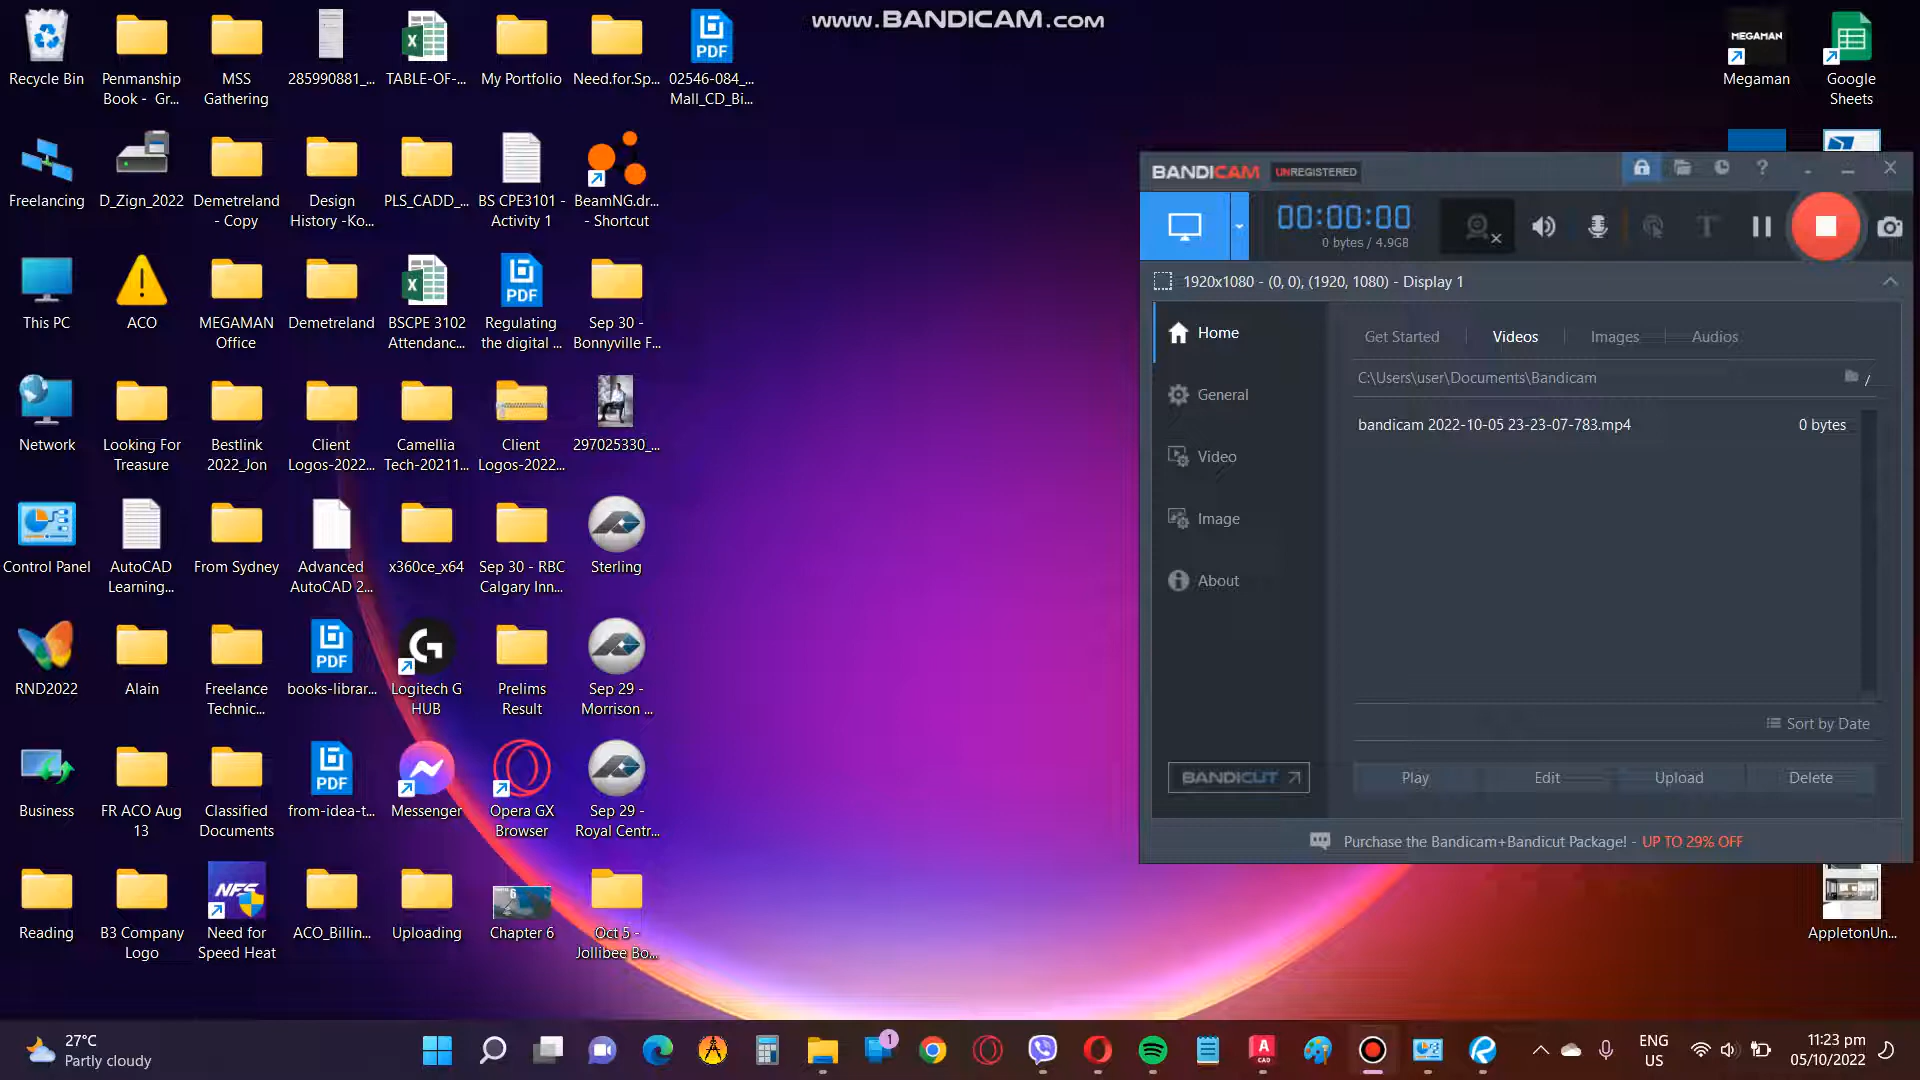 www.BANDICAM.com
Recycle Bin
Penmanship
Book - Gr...
MSS
Gathering
285990881_...
TABLE-OF-...
My Portfolio
Need.for.Sp...
PDF
02546-084_...
Mall_CD_Bi...
MEGAMAN
Megaman
Google
Sheets
Freelancing
D_Zign_2022
Demetreland
- Copy
Design
History -Ko...
PLS_CADD_...
BS CPE3101 -
Activity 1
BeamNG.dr...
- Shortcut
This PC
ACO
MEGAMAN
Office
Demetreland
BSCPE 3102
Attendanc...
PDF
Regulating
the digital ...
Sep 30 -
Bonnyville F...
Network
Looking For
Treasure
Bestlink
2022_Jon
Client
Logos-2022...
Camellia
Tech-20211...
Client
Logos-2022...
297025330_...
Control Panel
AutoCAD
Learning...
From Sydney
Advanced
AutoCAD 2...
x360ce_x64
Sep 30 - RBC
Calgary Inn...
Sterling
RND2022
Alain
Freelance
Technic...
PDF
books-librar...
Logitech G
HUB
Prelims
Result
Sep 29 -
Morrison ...
Business
FR ACO Aug
13
Classified
Documents
PDF
from-idea-t...
Messenger
Opera GX
Browser
Sep 29 -
Royal Centr...
Reading
B3 Company
Logo
NFS
Need for
Speed Heat
ACO_Billin...
Uploading
Chapter 6
Oct 5 -
Jollibee Bo...
AppletonUn...
BANDICAM UNREGISTERED
00:00:00
0 bytes / 4.9GB
1920x1080 - (0, 0), (1920, 1080) - Display 1
Home
General
Video
Image
About
BANDICUT
Get Started
Videos
Images
Audios
C:\Users\user\Documents\Bandicam
bandicam 2022-10-05 23-23-07-783.mp4 0 bytes
Sort by Date
Play
Edit
Upload
Delete
Purchase the Bandicam+Bandicut Package! - UP TO 29% OFF
27°C
Partly cloudy
1
A
CAD
ENG
US
11:23 pm
05/10/2022